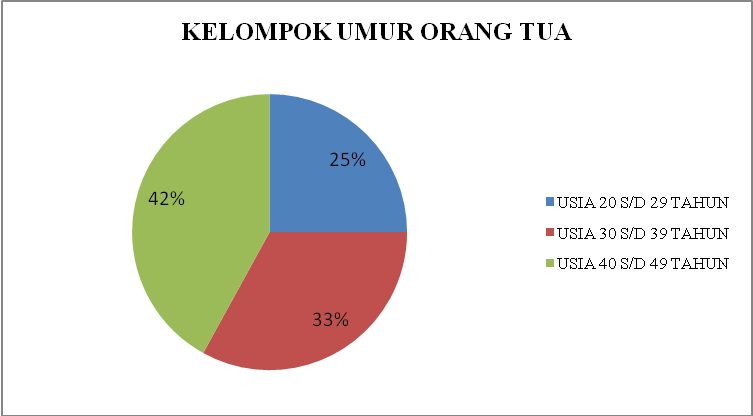 KELOMPOK UMUR ORANG TUA
25%
42%
33%
USIA 20 S/D 29 TAHUN
USIA 30 S/D 39 TAHUN
USIA 40 S/D 49 TAHUN